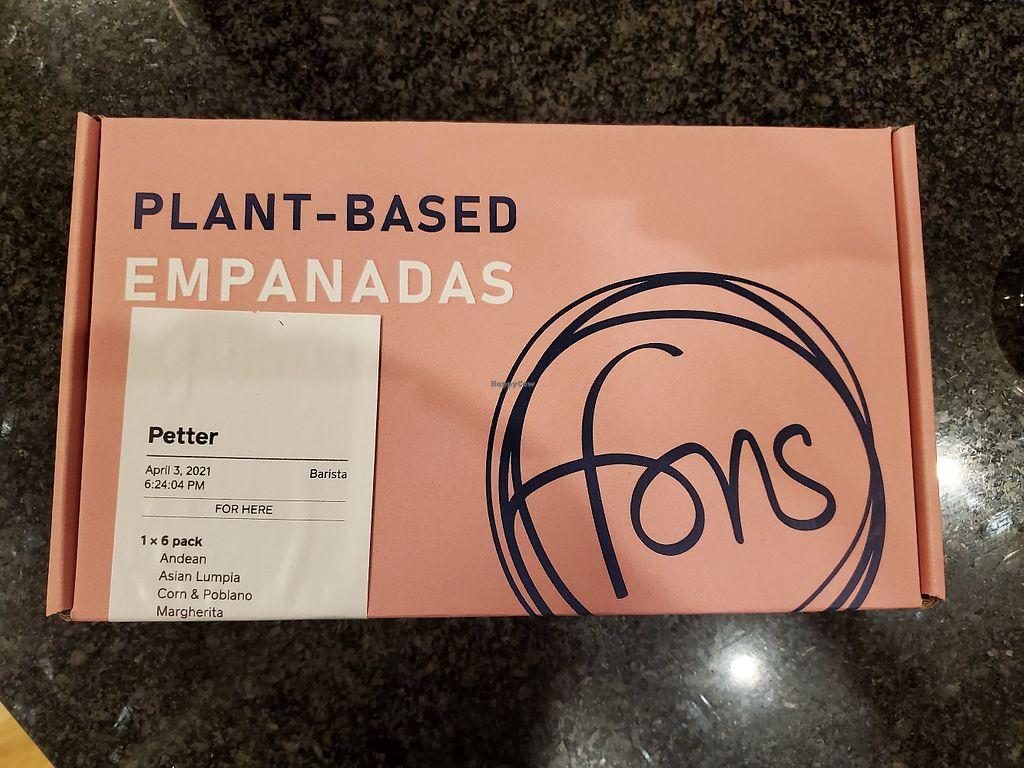 PLANT-BASED
EMPANADAS
HappyCow
fons
Petter
April 3, 2021
6:24:04 PM
Barista
FOR HERE
1 × 6 pack
Andean
Asian Lumpia
Corn & Poblano
Margherita